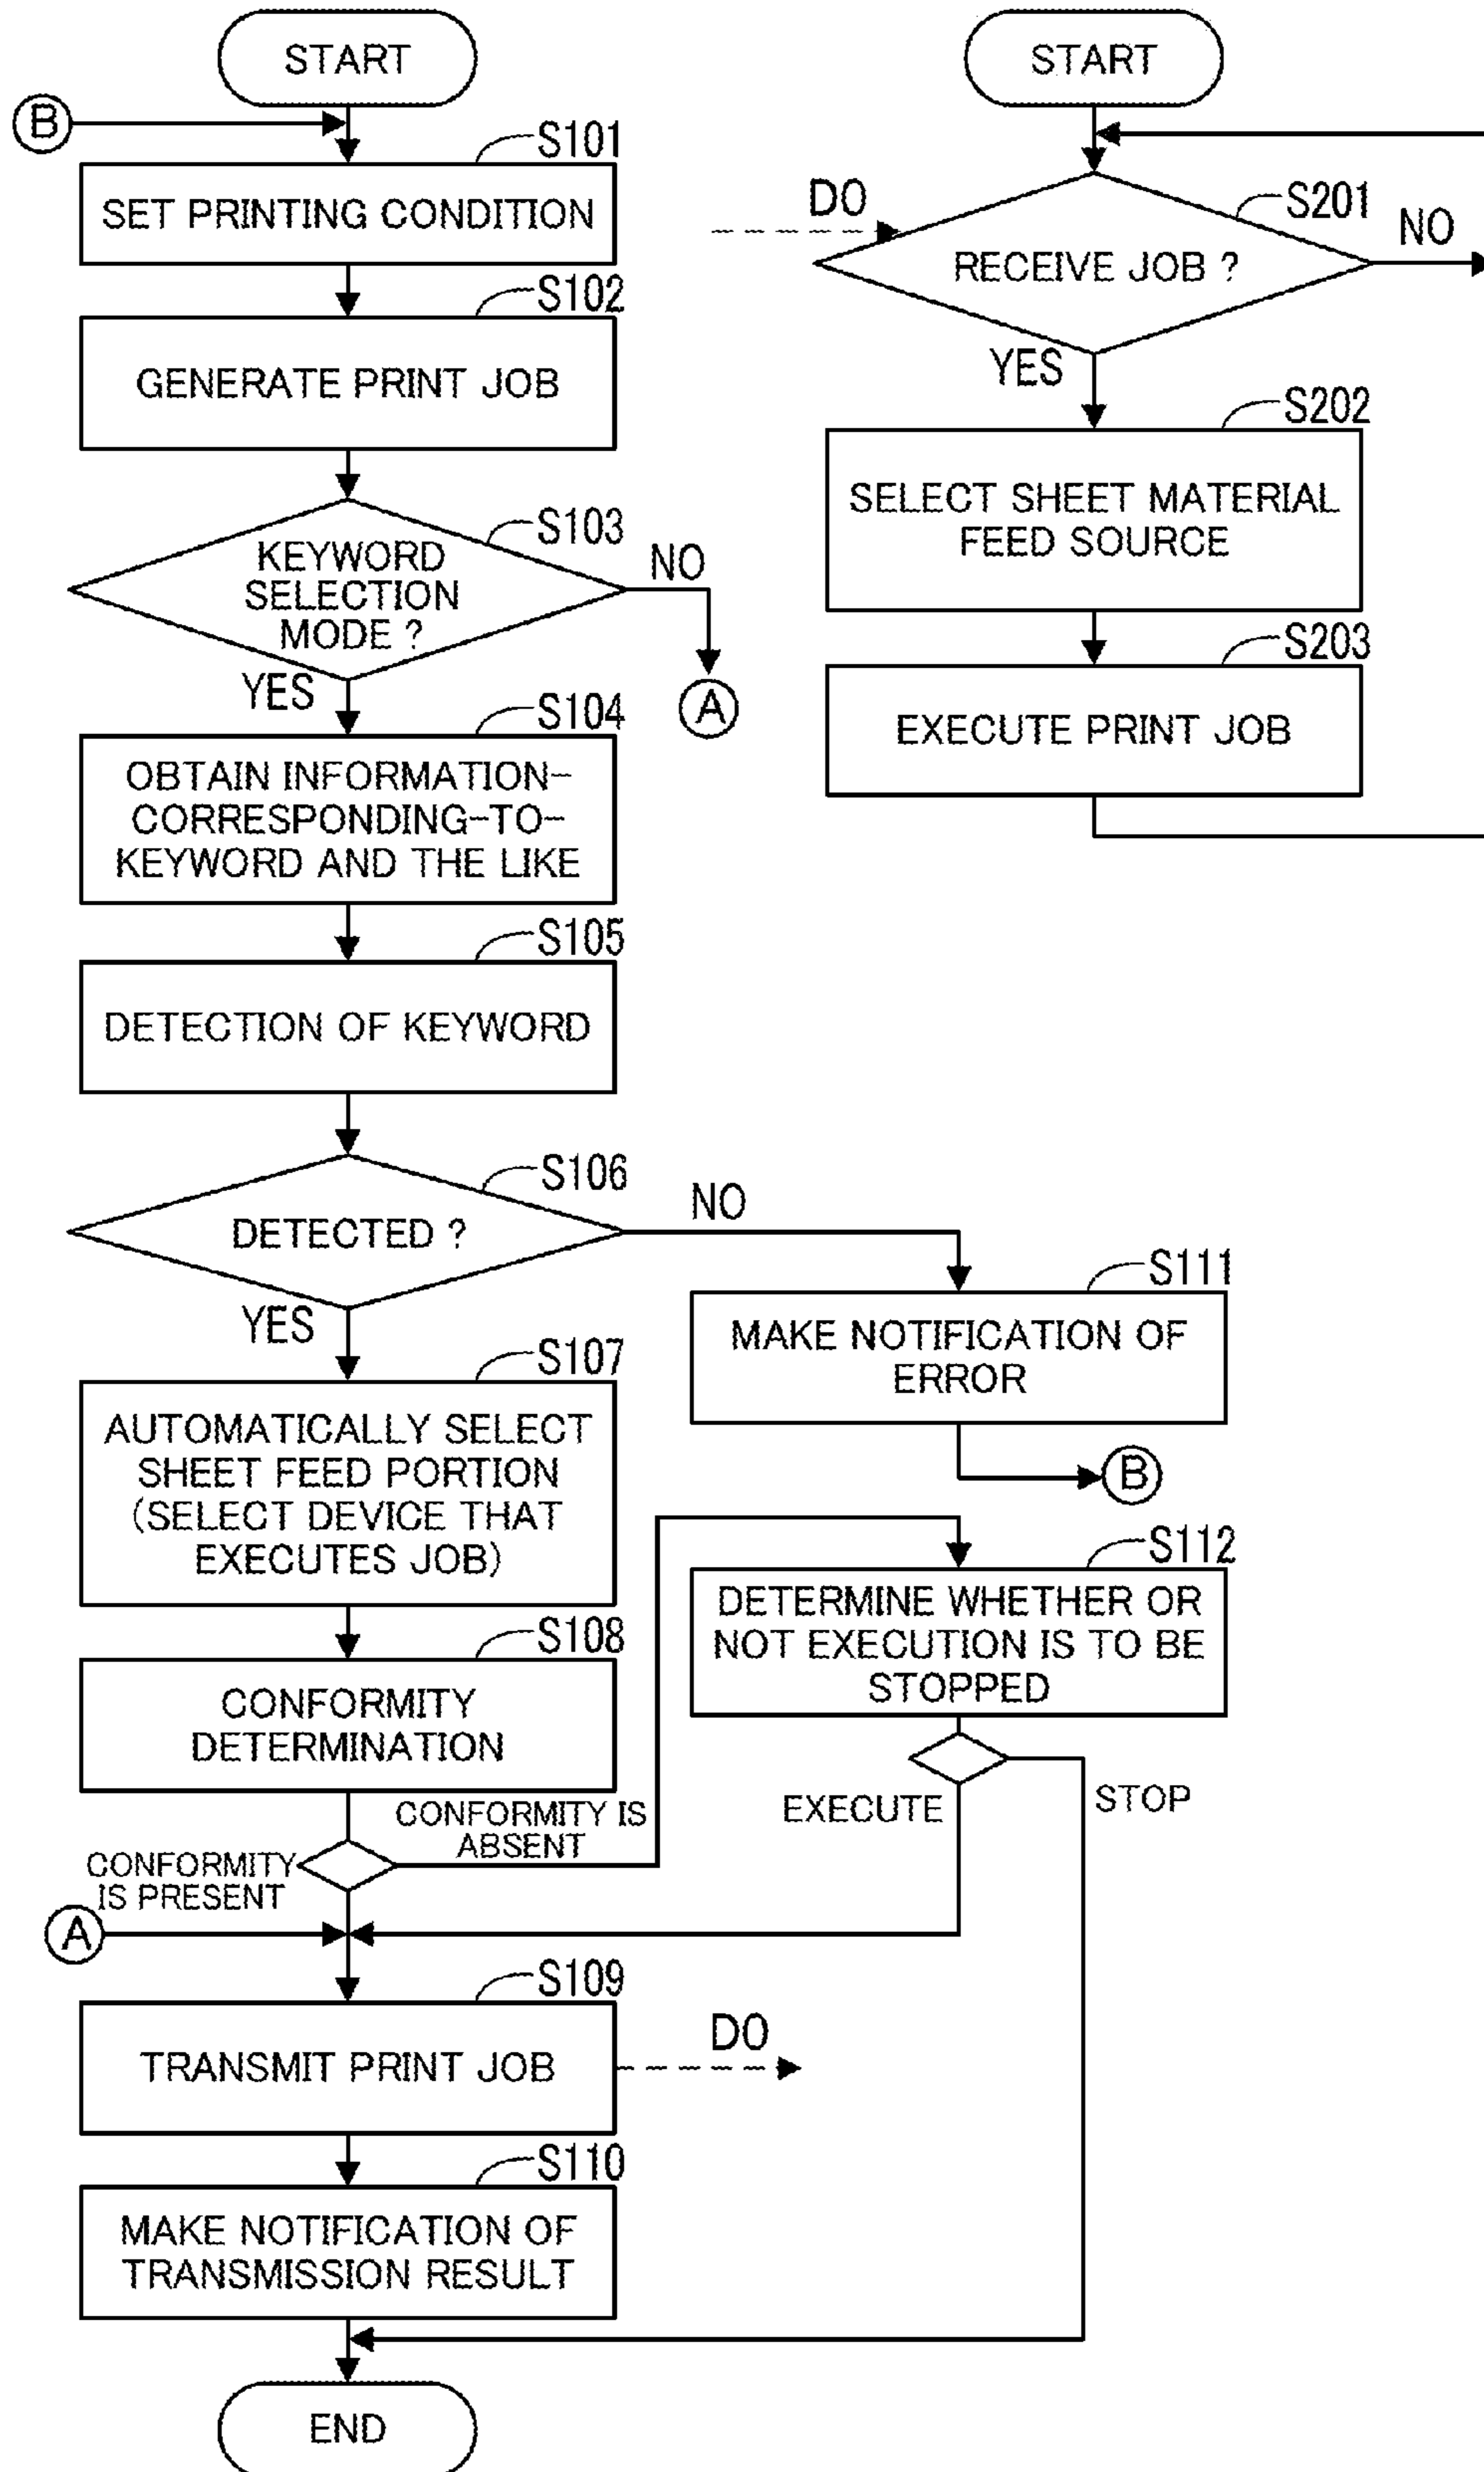 START
B
S101
SET PRINTING CONDITION
S102
GENERATE PRINT JOB
S103
KEYWORD
SELECTION
MODE ?
NO
A
YES
S104
OBTAIN INFORMATION-
CORRESPONDING-TO-
KEYWORD AND THE LIKE
S105
DETECTION OF KEYWORD
S106
DETECTED ?
NO
YES
S107
AUTOMATICALLY SELECT
SHEET FEED PORTION
(SELECT DEVICE THAT
EXECUTES JOB)
S108
CONFORMITY
DETERMINATION
CONFORMITY IS
ABSENT
CONFORMITY
IS PRESENT
A
S109
TRANSMIT PRINT JOB
D0
S110
MAKE NOTIFICATION OF
TRANSMISSION RESULT
END
S111
MAKE NOTIFICATION OF
ERROR
B
S112
DETERMINE WHETHER OR
NOT EXECUTION IS TO BE
STOPPED
EXECUTE
STOP
START
D0
S201
RECEIVE JOB ?
NO
YES
S202
SELECT SHEET MATERIAL
FEED SOURCE
S203
EXECUTE PRINT JOB